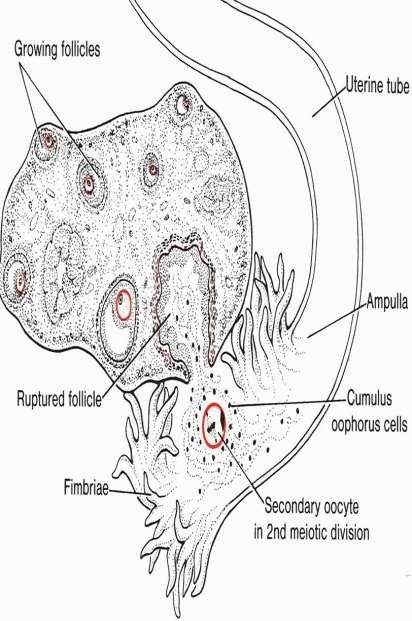 Growing follicles
Uterine tube
Ampulla
Ruptured follicle
Cumulus
oophorus cells
Fimbriae
Secondary oocyte
in 2nd meiotic division